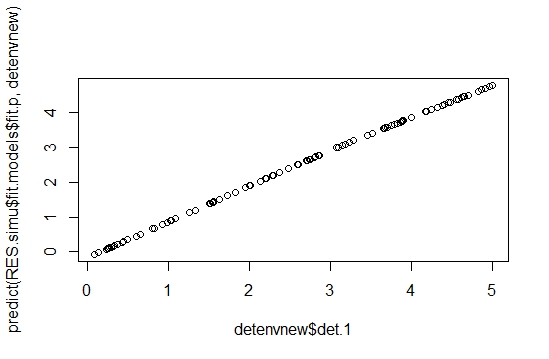 predict(RES.simu$fit.models$fit.p, detenvnew)
4
3
2
1
0
0 1 2 3 4 5
detenvnew$det.1